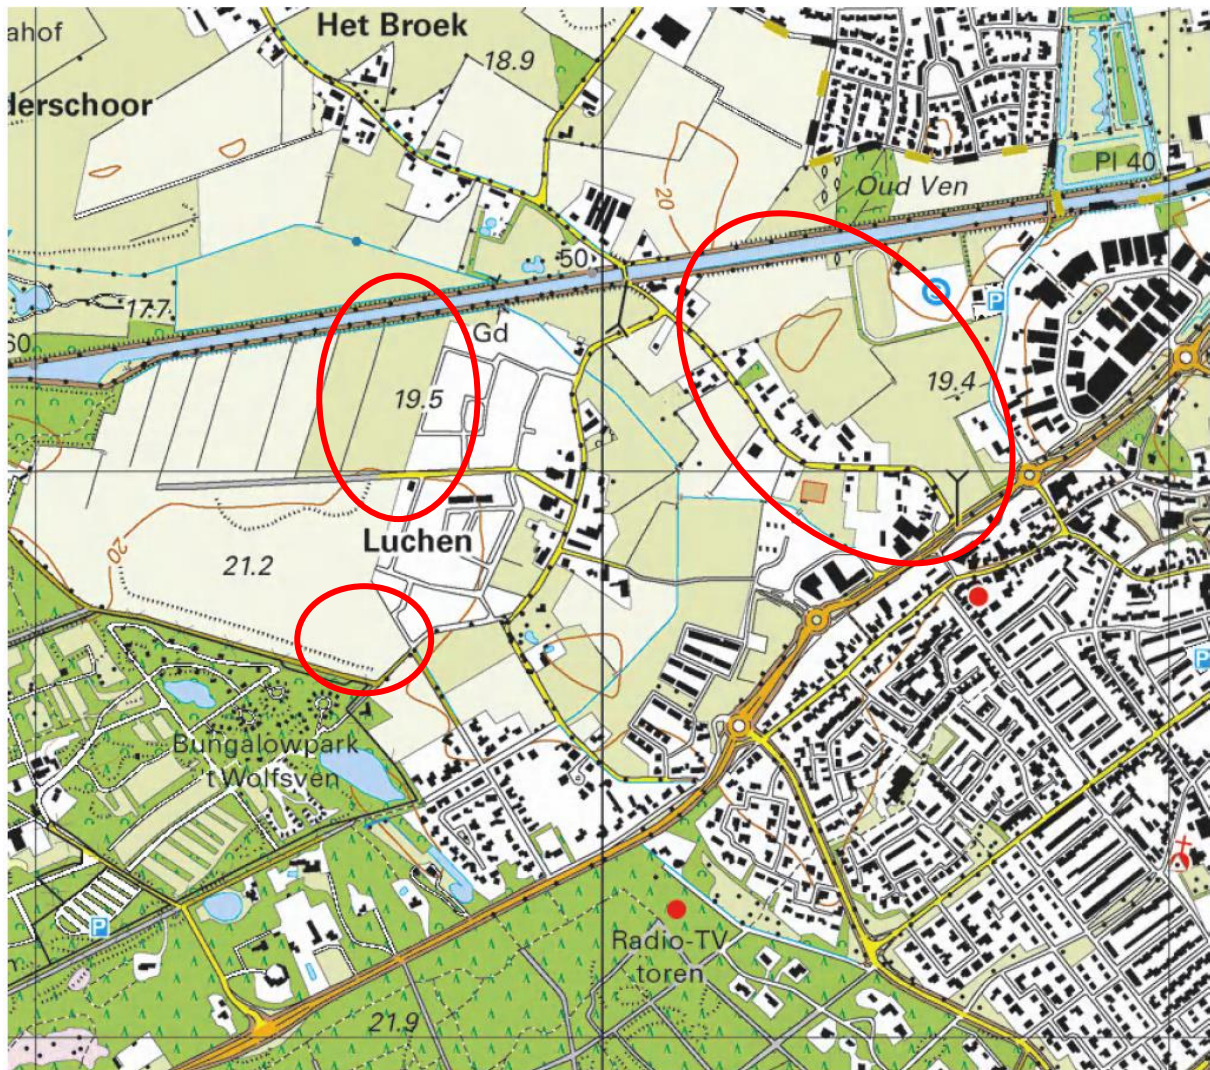 ahof
Het Broek
18.9
derschoor
Pl 40
Oud Ven
20
50
17.7
60
Gd
P
19.5
19.4
Luchen
20
21.2
P
Bungalowpark
't Wolfsven
P
Radio-TV
toren
21.9